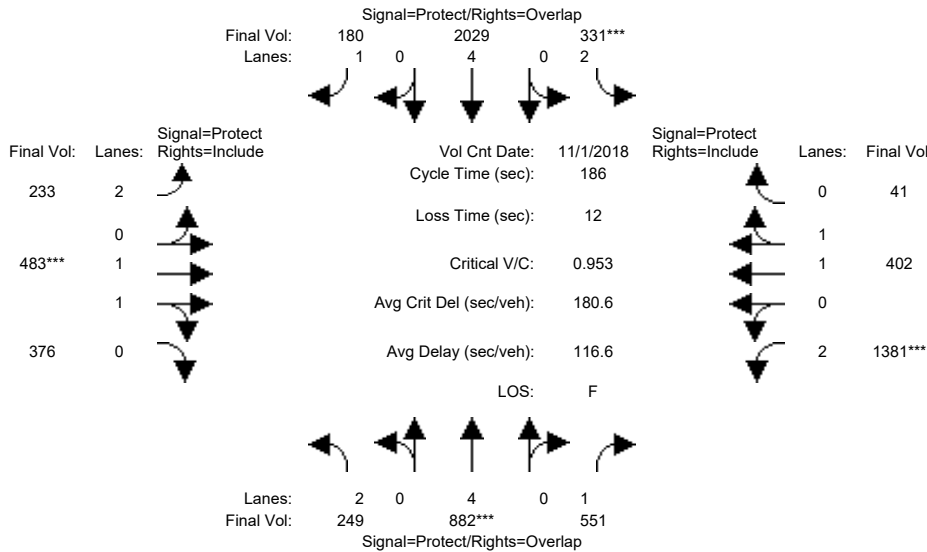 Signal=Protect/Rights=Overlap
Final Vol: 180 2029 331***
Lanes: 1 0 4 0 2
Signal=Protect
Final Vol: Lanes: Rights=Include
Vol Cnt Date: 11/1/2018
Signal=Protect
Rights=Include Lanes: Final Vol
Cycle Time (sec): 186
233 2
0 41
Loss Time (sec): 12
0
1
483*** 1
Critical V/C: 0.953
1 402
1
Avg Crit Del (sec/veh): 180.6
0
376 0
Avg Delay (sec/veh): 116.6
2 1381***
LOS: F
Lanes: 2 0 4 0 1
Final Vol: 249 882*** 551
Signal=Protect/Rights=Overlap